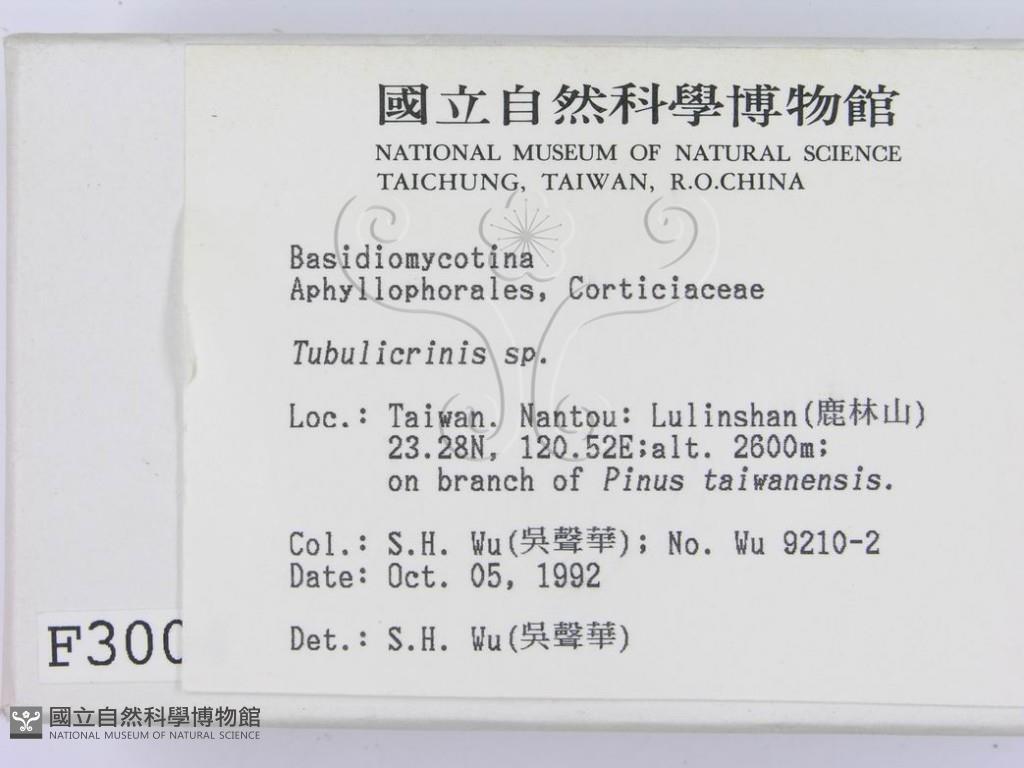 國立自然科學博物館
NATIONAL MUSEUM OF NATURAL SCIENCE
TAICHUNG, TAIWAN, R.O.CHINA
Basidiomycotina
Aphyllophorales, Corticiaceae
Tubulicrinis sp.
Loc.: Taiwan. Nantou: Lulinshan(鹿林山)
23.28N, 120.52E;alt. 2600m;
on branch of Pinus taiwanensis.
Col.: S.H. Wu(吳聲華); No. Wu 9210-2
Date: Oct. 05, 1992
Det.: S.H. Wu(吳聲華)
F300
國立自然科學博物館
NATIONAL MUSEUM OF NATURAL SCIENCE